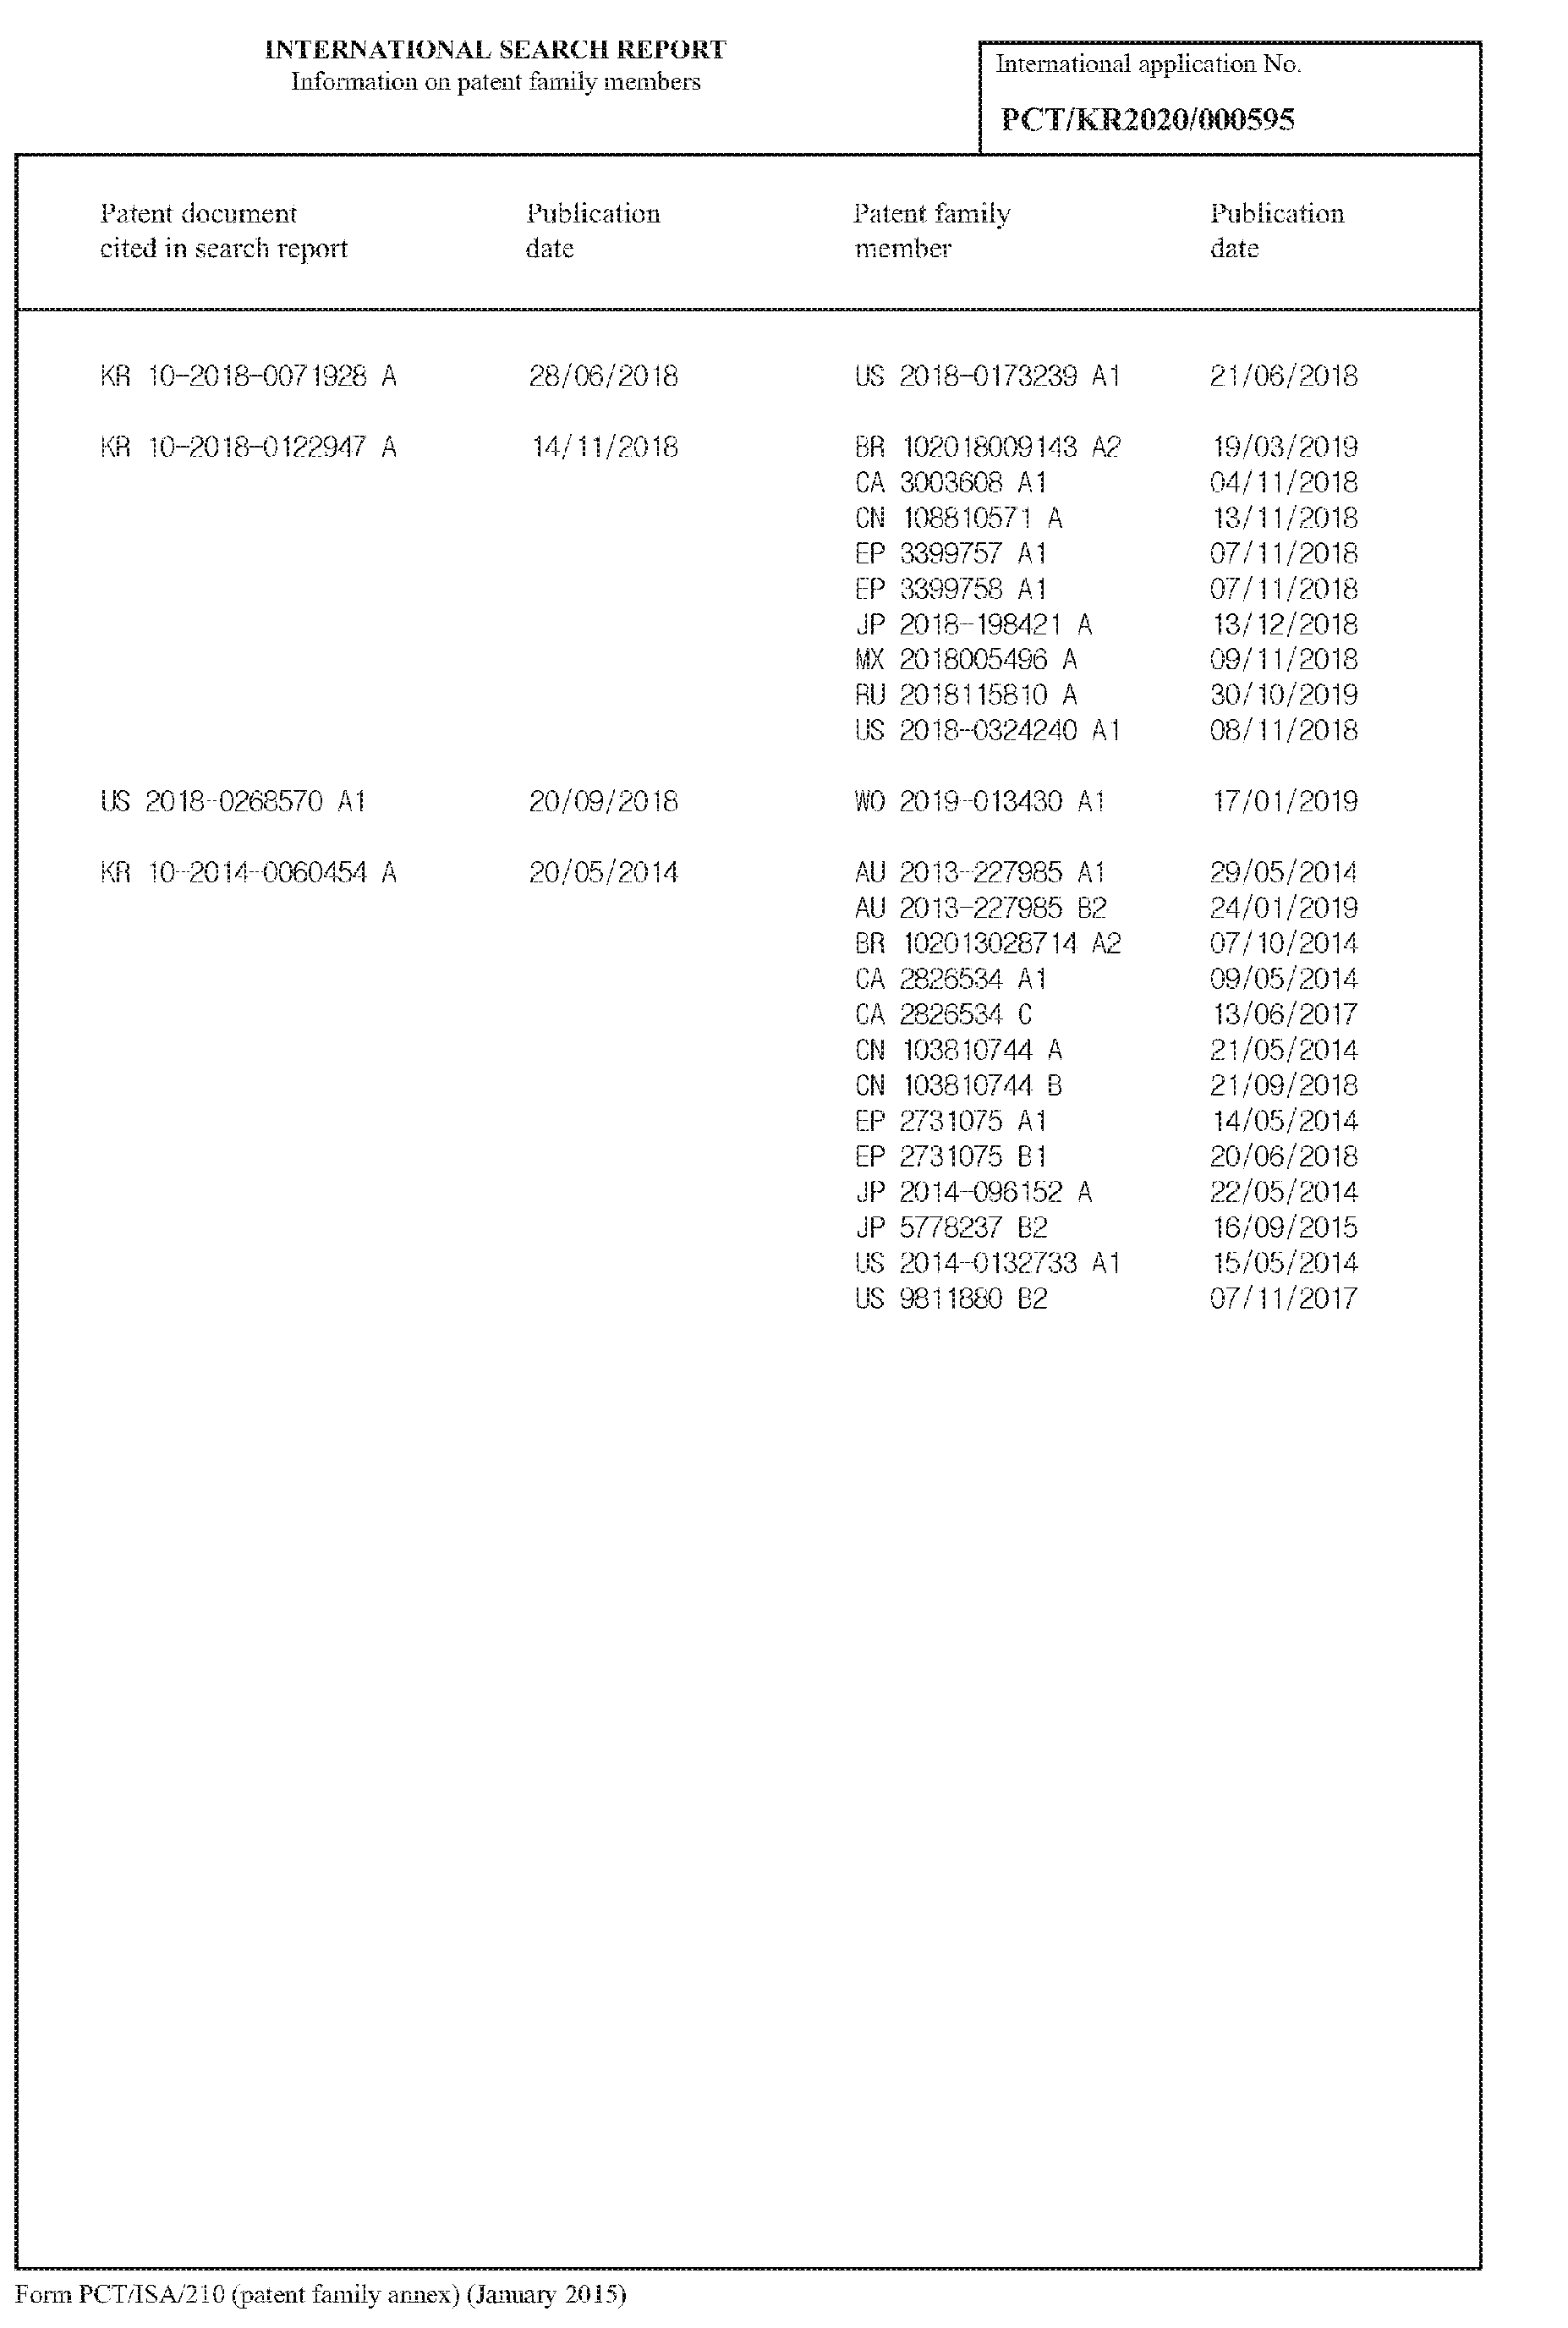 INTERNATIONAL SEARCH REPORT
Information on patent family members
International application No.
PCT/KR2020/000595
Patent document cited in search report Publication date Patent family member Publication date
KR 10-2018-0071928 A 28/06/2018 US 2018-0173239 A1 21/06/2018
KR 10-2018-0122947 A 14/11/2018 BR 102018009143 A2 19/03/2019
CA 3003608 A1 04/11/2018
CN 108810571 A 13/11/2018
EP 3399757 A1 07/11/2018
EP 3399758 A1 07/11/2018
JP 2018-198421 A 13/12/2018
MX 2018005496 A 09/11/2018
RU 2018115810 A 30/10/2019
US 2018-0324240 A1 08/11/2018
US 2018-0268570 A1 20/09/2018 WO 2019-013430 A1 17/01/2019
KR 10-2014-0060454 A 20/05/2014 AU 2013-227985 A1 29/05/2014
AU 2013-227985 B2 24/01/2019
BR 102013028714 A2 07/10/2014
CA 2826534 A1 09/05/2014
CA 2826534 C 13/06/2017
CN 103810744 A 21/05/2014
CN 103810744 B 21/09/2018
EP 2731075 A1 14/05/2014
EP 2731075 B1 20/06/2018
JP 2014-096152 A 22/05/2014
JP 5778237 B2 16/09/2015
US 2014-0132733 A1 15/05/2014
US 9811880 B2 07/11/2017
Form PCT/ISA/210 (patent family annex) (January 2015)